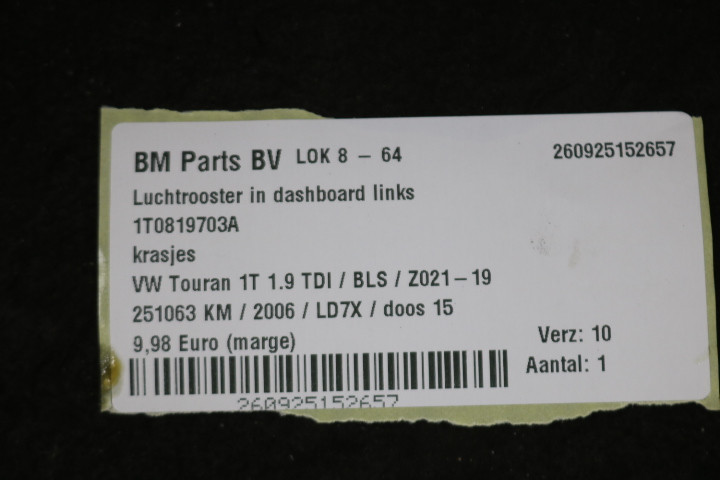 BM Parts BV LOK 8 - 64 260925152657
Luchtrooster in dashboard links
1T0819703A
krasjes
VW Touran 1T 1.9 TDI / BLS / Z021-19
251063 KM / 2006 / LD7X / doos 15
9,98 Euro (marge) Verz: 10
Aantal: 1
260925152657